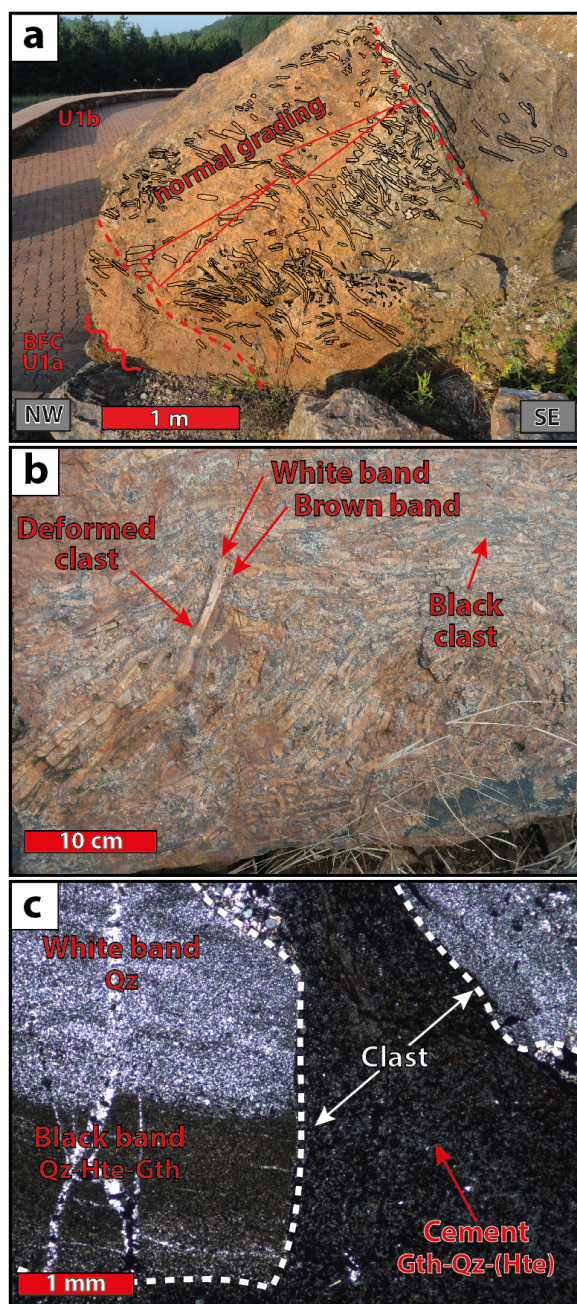 a
U1b
normal grading
BFC
U1a
NW
1 m
SE
b
White band
Brown band
Deformed
clast
Black
clast
10 cm
c
White band
Qz
Clast
Black band
Qz-Hte-Gth
Cement
Gth-Qz-(Hte)
1 mm